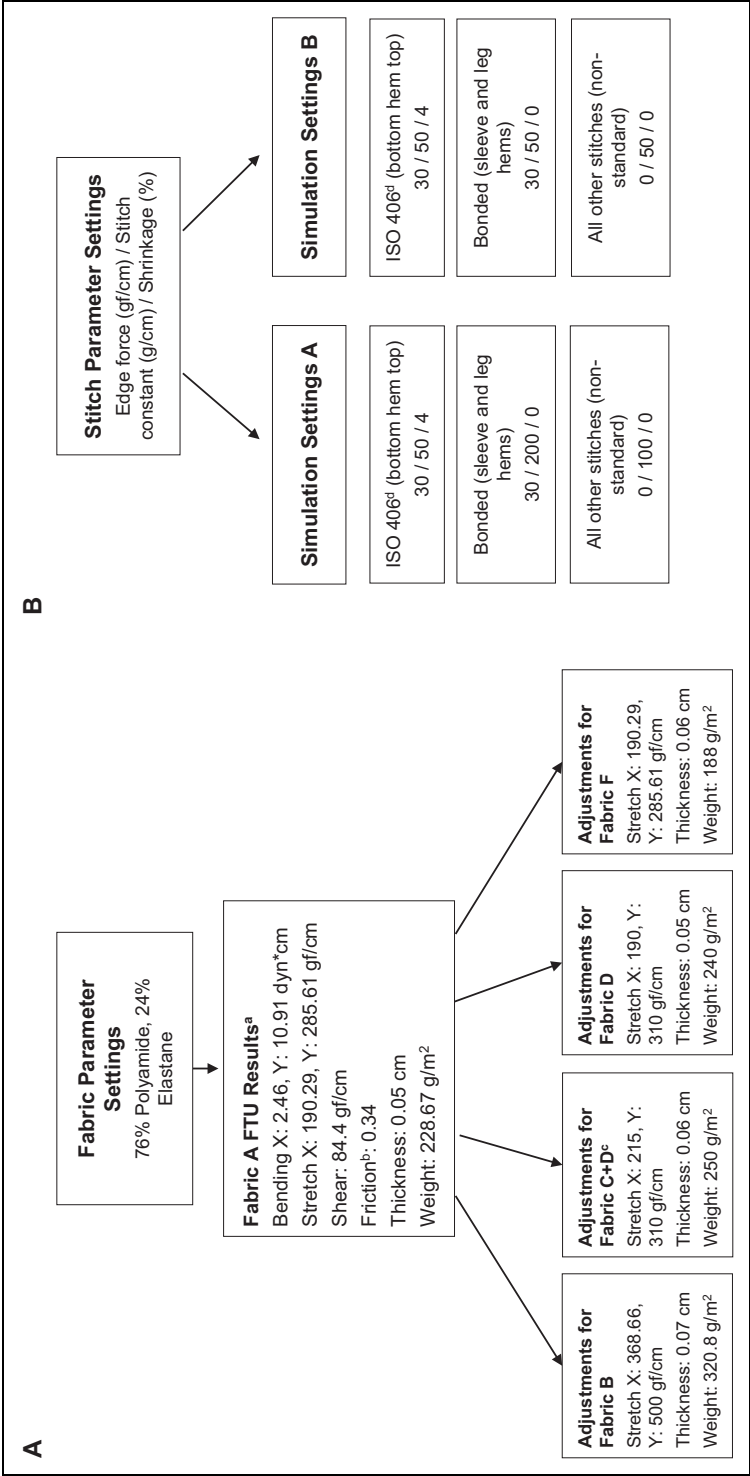 A
Fabric Parameter
Settings
76% Polyamide, 24%
Elastane
Fabric A FTU Resultsᵃ
Bending X: 2.46, Y: 10.91 dyn*cm
Stretch X: 190.29, Y: 285.61 gf/cm
Shear: 84.4 gf/cm
Frictionᵇ: 0.34
Thickness: 0.05 cm
Weight: 228.67 g/m²
Adjustments for
Fabric B
Stretch X: 368.66,
Y: 500 gf/cm
Thickness: 0.07 cm
Weight: 320.8 g/m²
Adjustments for
Fabric C+Dᶜ
Stretch X: 215, Y:
310 gf/cm
Thickness: 0.06 cm
Weight: 250 g/m²
Adjustments for
Fabric D
Stretch X: 190, Y:
310 gf/cm
Thickness: 0.05 cm
Weight: 240 g/m²
Adjustments for
Fabric F
Stretch X: 190.29,
Y: 285.61 gf/cm
Thickness: 0.06 cm
Weight: 188 g/m²
B
Stitch Parameter Settings
Edge force (gf/cm) / Stitch
constant (g/cm) / Shrinkage (%)
Simulation Settings A
ISO 406ᵈ (bottom hem top)
30 / 50 / 4
Bonded (sleeve and leg
hems)
30 / 200 / 0
All other stitches (non-
standard)
0 / 100 / 0
Simulation Settings B
ISO 406ᵈ (bottom hem top)
30 / 50 / 4
Bonded (sleeve and leg
hems)
30 / 50 / 0
All other stitches (non-
standard)
0 / 50 / 0